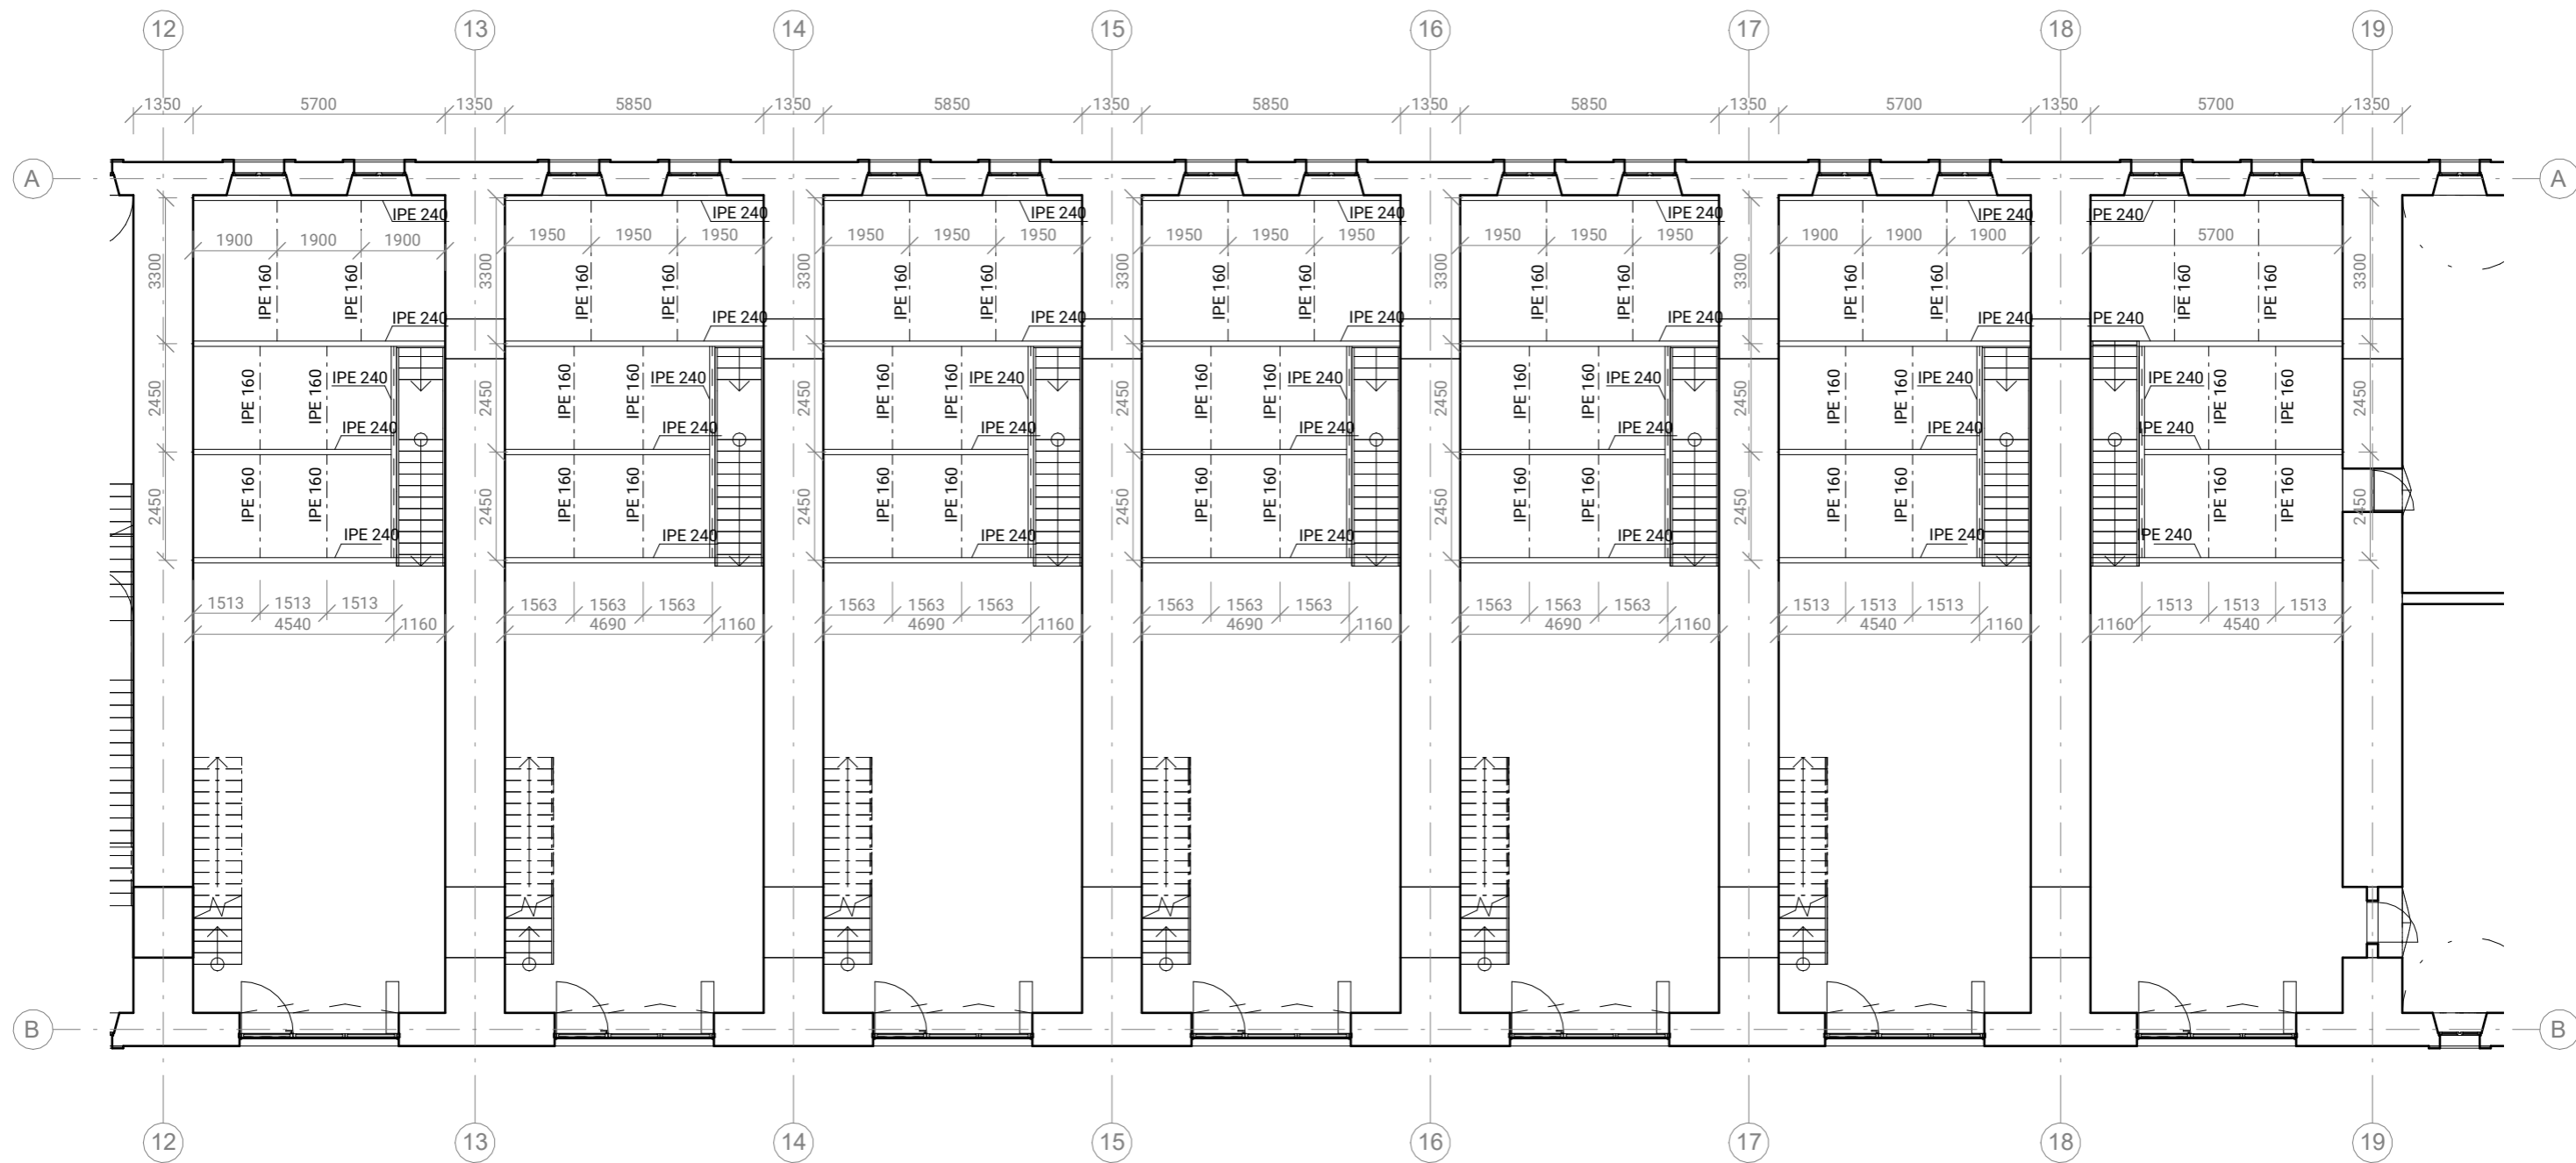 12 13 14 15 16 17 18 19
1350 5700 1350 5850 1350 5850 1350 5850 1350 5850 1350 5700 1350 5700 1350
A A
IPE 240 IPE 240 IPE 240 IPE 240 IPE 240 IPE 240 IPE 240
1900 1900 1900 1950 1950 1950 1950 1950 1950 1950 1950 1950 1950 1950 1950 1900 1900 1900 5700
3300 3300 3300 3300 3300 3300 3300
IPE 160 IPE 160 IPE 160 IPE 160 IPE 160 IPE 160 IPE 160 IPE 160 IPE 160 IPE 160 IPE 160 IPE 160 IPE 160 IPE 160
IPE 240 IPE 240 IPE 240 IPE 240 IPE 240 IPE 240 IPE 240
2450 2450 2450 2450 2450 2450 2450
IPE 160 IPE 160 IPE 160 IPE 160 IPE 160 IPE 160 IPE 160 IPE 160 IPE 160 IPE 160 IPE 160 IPE 160 IPE 160 IPE 160
IPE 240 IPE 240 IPE 240 IPE 240 IPE 240 IPE 240 IPE 240
IPE 240 IPE 240 IPE 240 IPE 240 IPE 240 IPE 240 IPE 240
2450 2450 2450 2450 2450 2450 2450
IPE 160 IPE 160 IPE 160 IPE 160 IPE 160 IPE 160 IPE 160 IPE 160 IPE 160 IPE 160 IPE 160 IPE 160 IPE 160 IPE 160
IPE 240 IPE 240 IPE 240 IPE 240 IPE 240 IPE 240 IPE 240
1513 1513 1513 1563 1563 1563 1563 1563 1563 1563 1563 1563 1563 1563 1563 1513 1513 1513 1513 1513 1513
4540 1160 4690 1160 4690 1160 4690 1160 4690 1160 4540 1160 1160 4540
B B
12 13 14 15 16 17 18 19